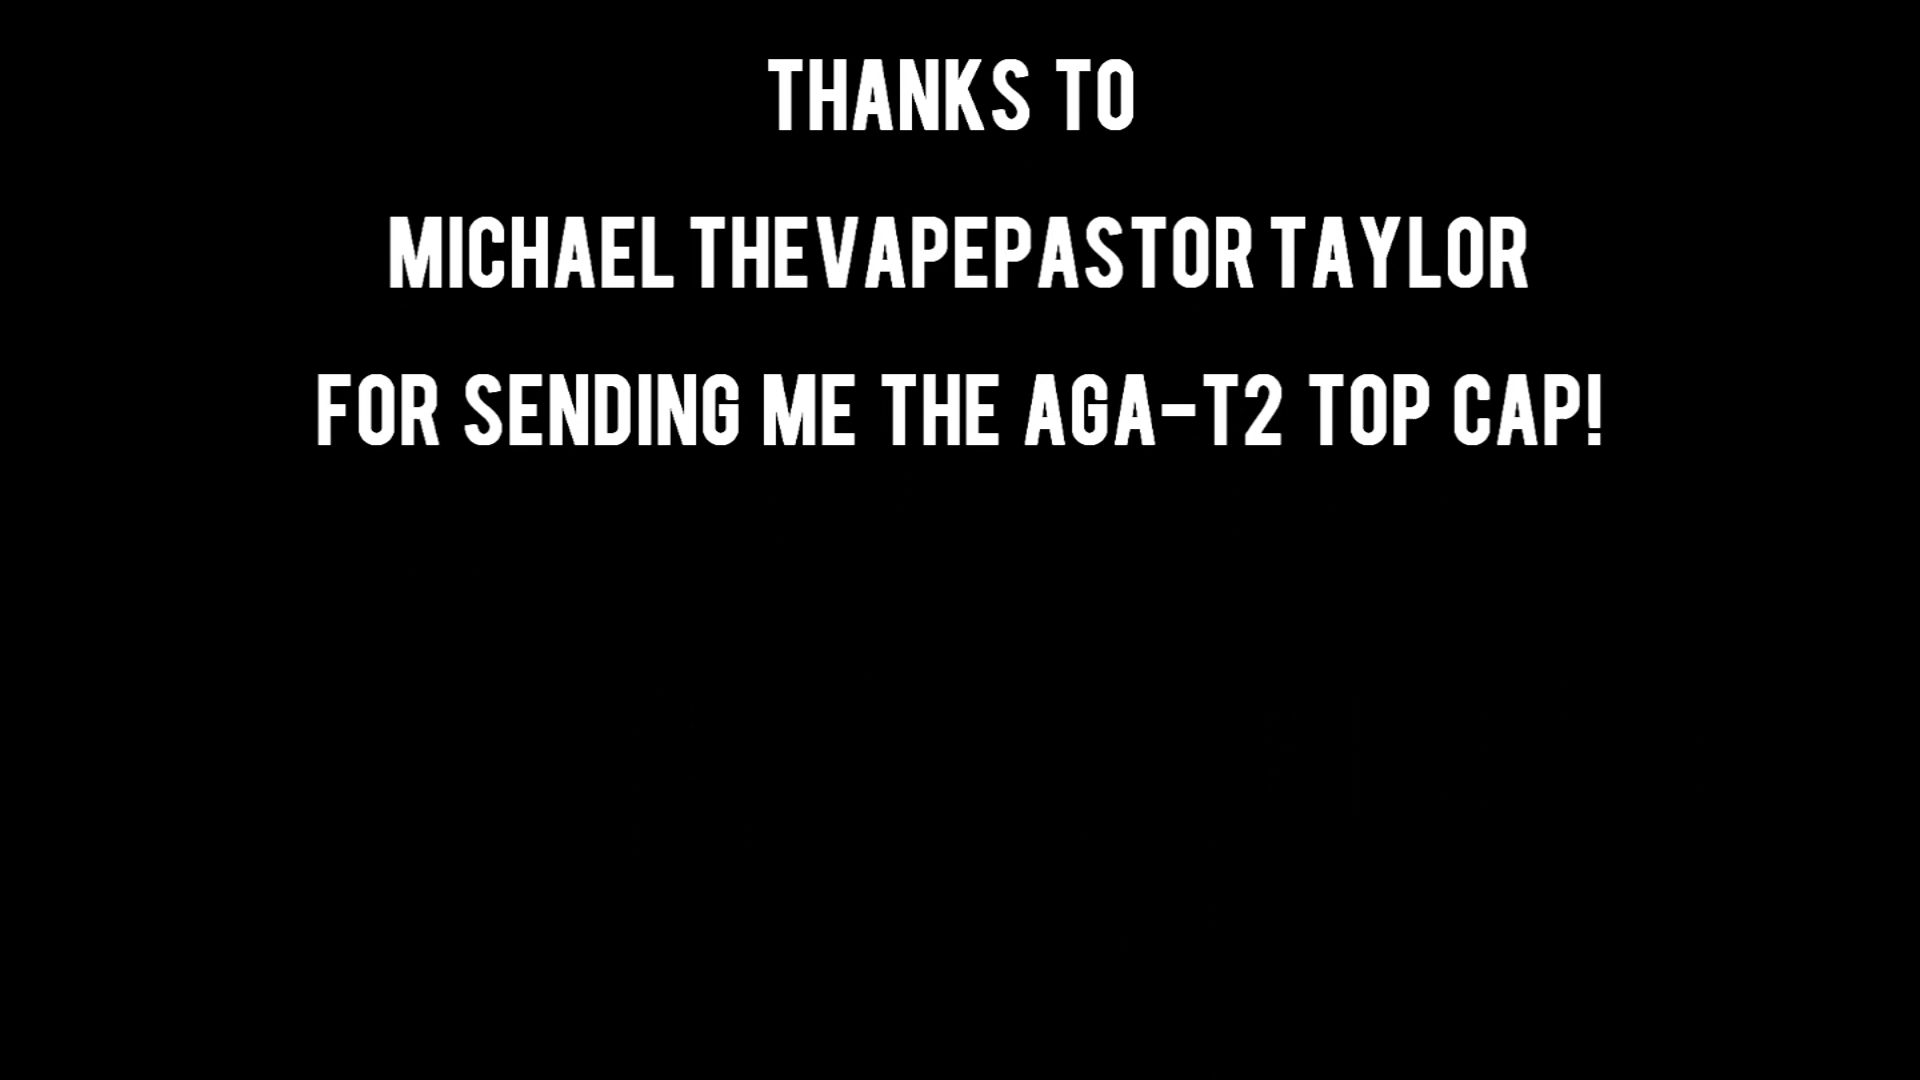 THANKS TO
MICHAEL THEVAPEPASTOR TAYLOR
FOR SENDING ME THE AGA-T2 TOP CAP!